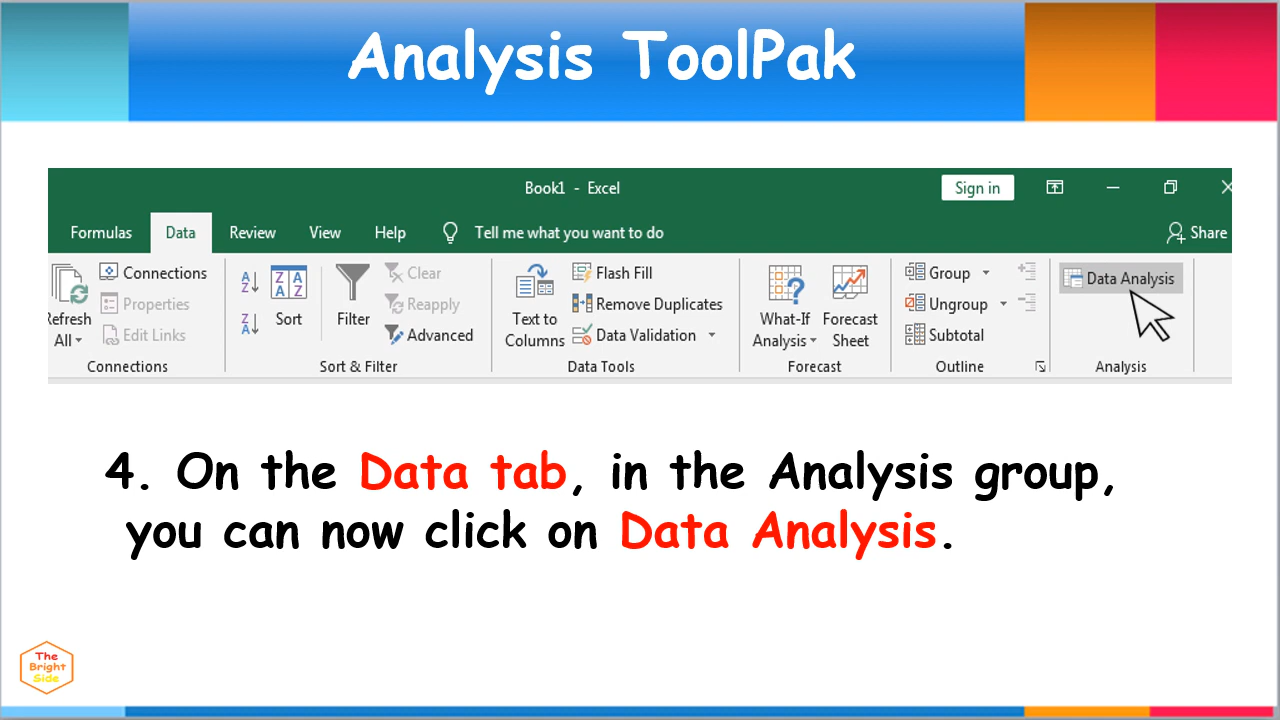 Analysis ToolPak
Book1 - Excel
Sign in
Formulas Data Review View Help Tell me what you want to do Share
Refresh All
Connections
Properties
Edit Links
Connections
Sort
Filter
Clear
Reapply
Advanced
Sort & Filter
Text to
Columns
Flash Fill
Remove Duplicates
Data Validation
Data Tools
What-If
Analysis
Forecast
Sheet
Forecast
Group
Ungroup
Subtotal
Outline
Data Analysis
Analysis
4. On the Data tab, in the Analysis group,
you can now click on Data Analysis.
The
Bright
Side